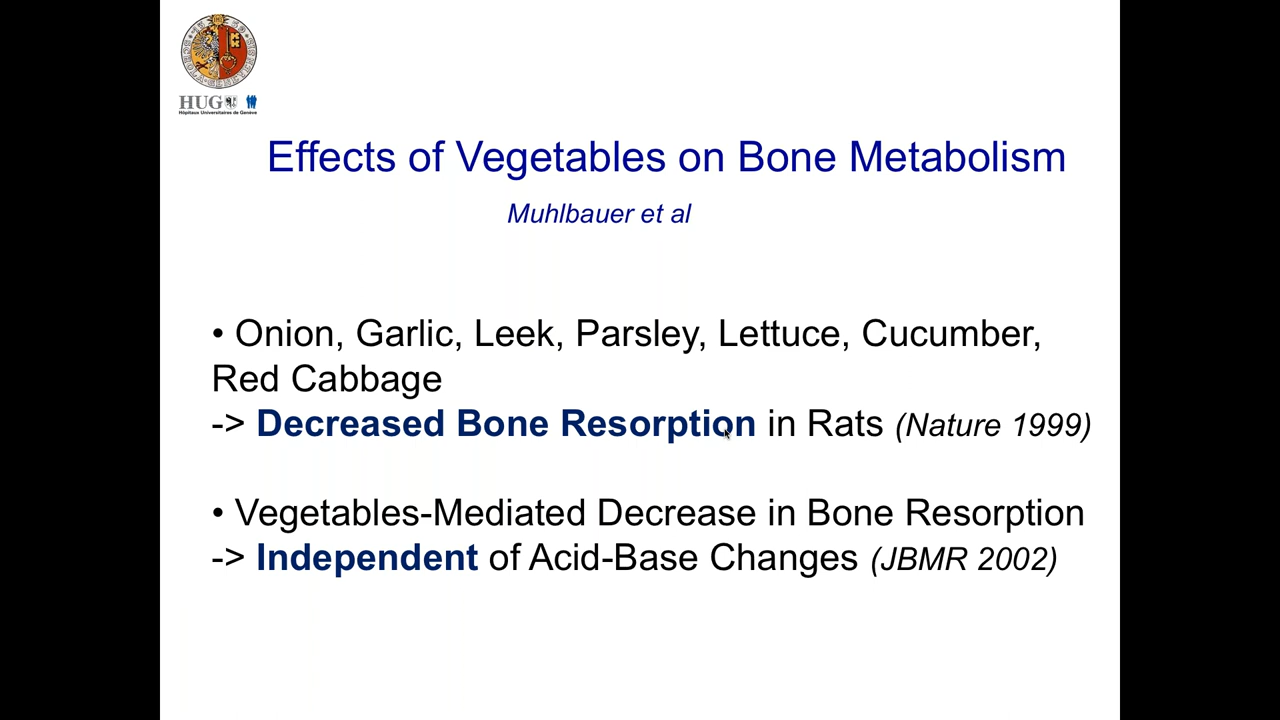 HUG
Hôpitaux Universitaires de Genève
Effects of Vegetables on Bone Metabolism
Muhlbauer et al
• Onion, Garlic, Leek, Parsley, Lettuce, Cucumber,
Red Cabbage
-> Decreased Bone Resorption in Rats (Nature 1999)
• Vegetables-Mediated Decrease in Bone Resorption
-> Independent of Acid-Base Changes (JBMR 2002)